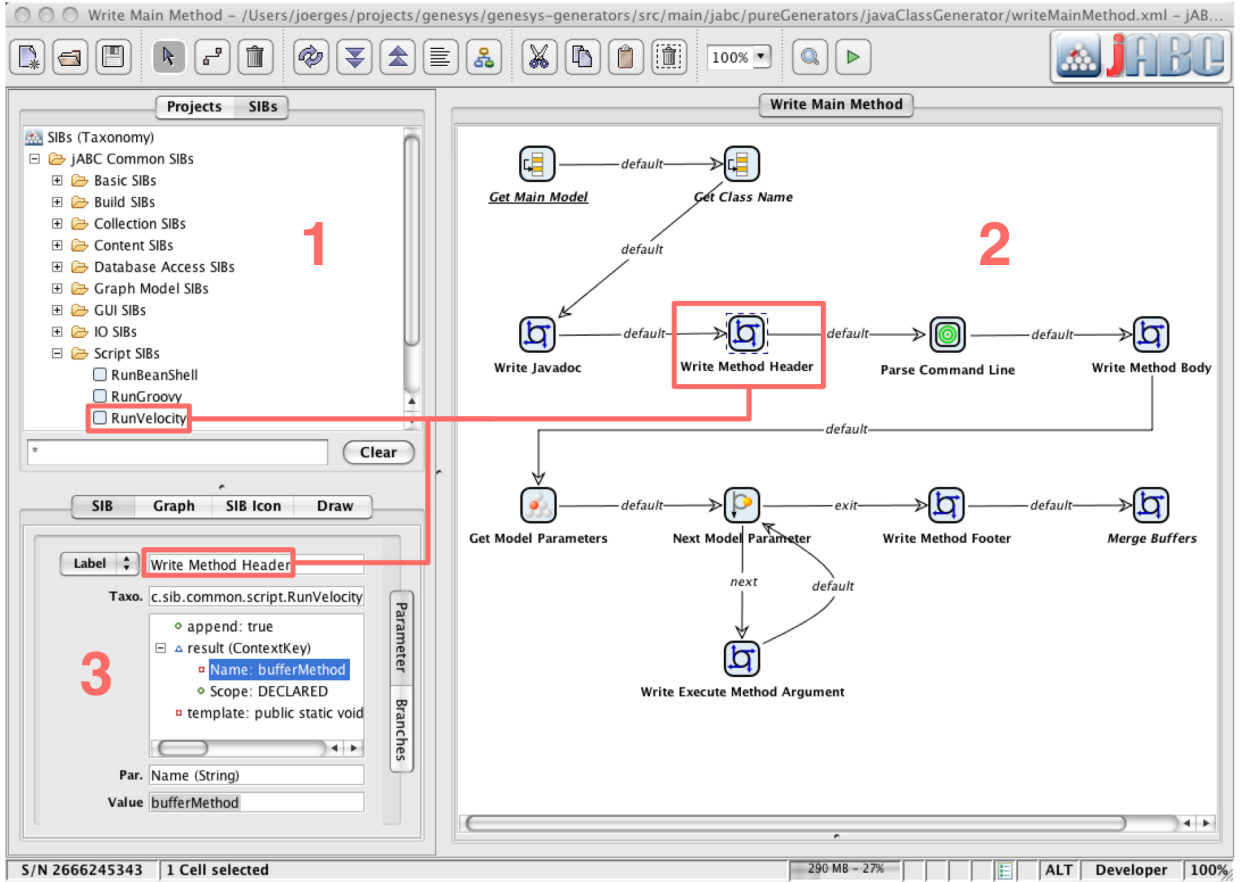 Write Main Method – /Users/joerges/projects/genesys/genesys-generators/src/main/jabc/pureGenerators/javaClassGenerator/writeMainMethod.xml – jAB...
100%
jABC
Projects
SIBs
SIBs (Taxonomy)
jABC Common SIBs
Basic SIBs
Build SIBs
Collection SIBs
Content SIBs
Database Access SIBs
Graph Model SIBs
GUI SIBs
IO SIBs
Script SIBs
RunBeanShell
RunGroovy
RunVelocity
1
*
Clear
SIB
Graph
SIB Icon
Draw
Label
Write Method Header
Taxo.
c.sib.common.script.RunVelocity
append: true
result (ContextKey)
Name: bufferMethod
Scope: DECLARED
template: public static void
3
Parameter
Branches
Par.
Name (String)
Value
bufferMethod
Write Main Method
default
Get Main Model
Get Class Name
2
default
default
default
default
Write Javadoc
Write Method Header
Parse Command Line
Write Method Body
default
default
exit
default
Get Model Parameters
Next Model Parameter
Write Method Footer
Merge Buffers
next
default
Write Execute Method Argument
S/N 2666245343
1 Cell selected
290 MB – 27%
ALT
Developer
100%